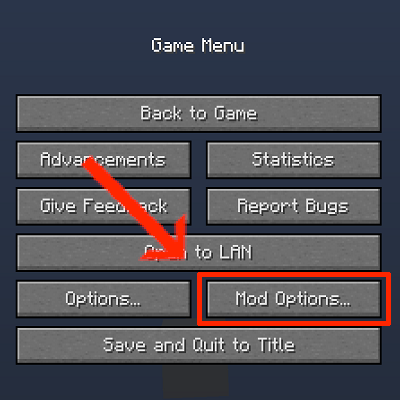 Game Menu
Back to Game
Advancements Statistics
Give Feedback Report Bugs
Open to LAN
Options... Mod Options...
Save and Quit to Title